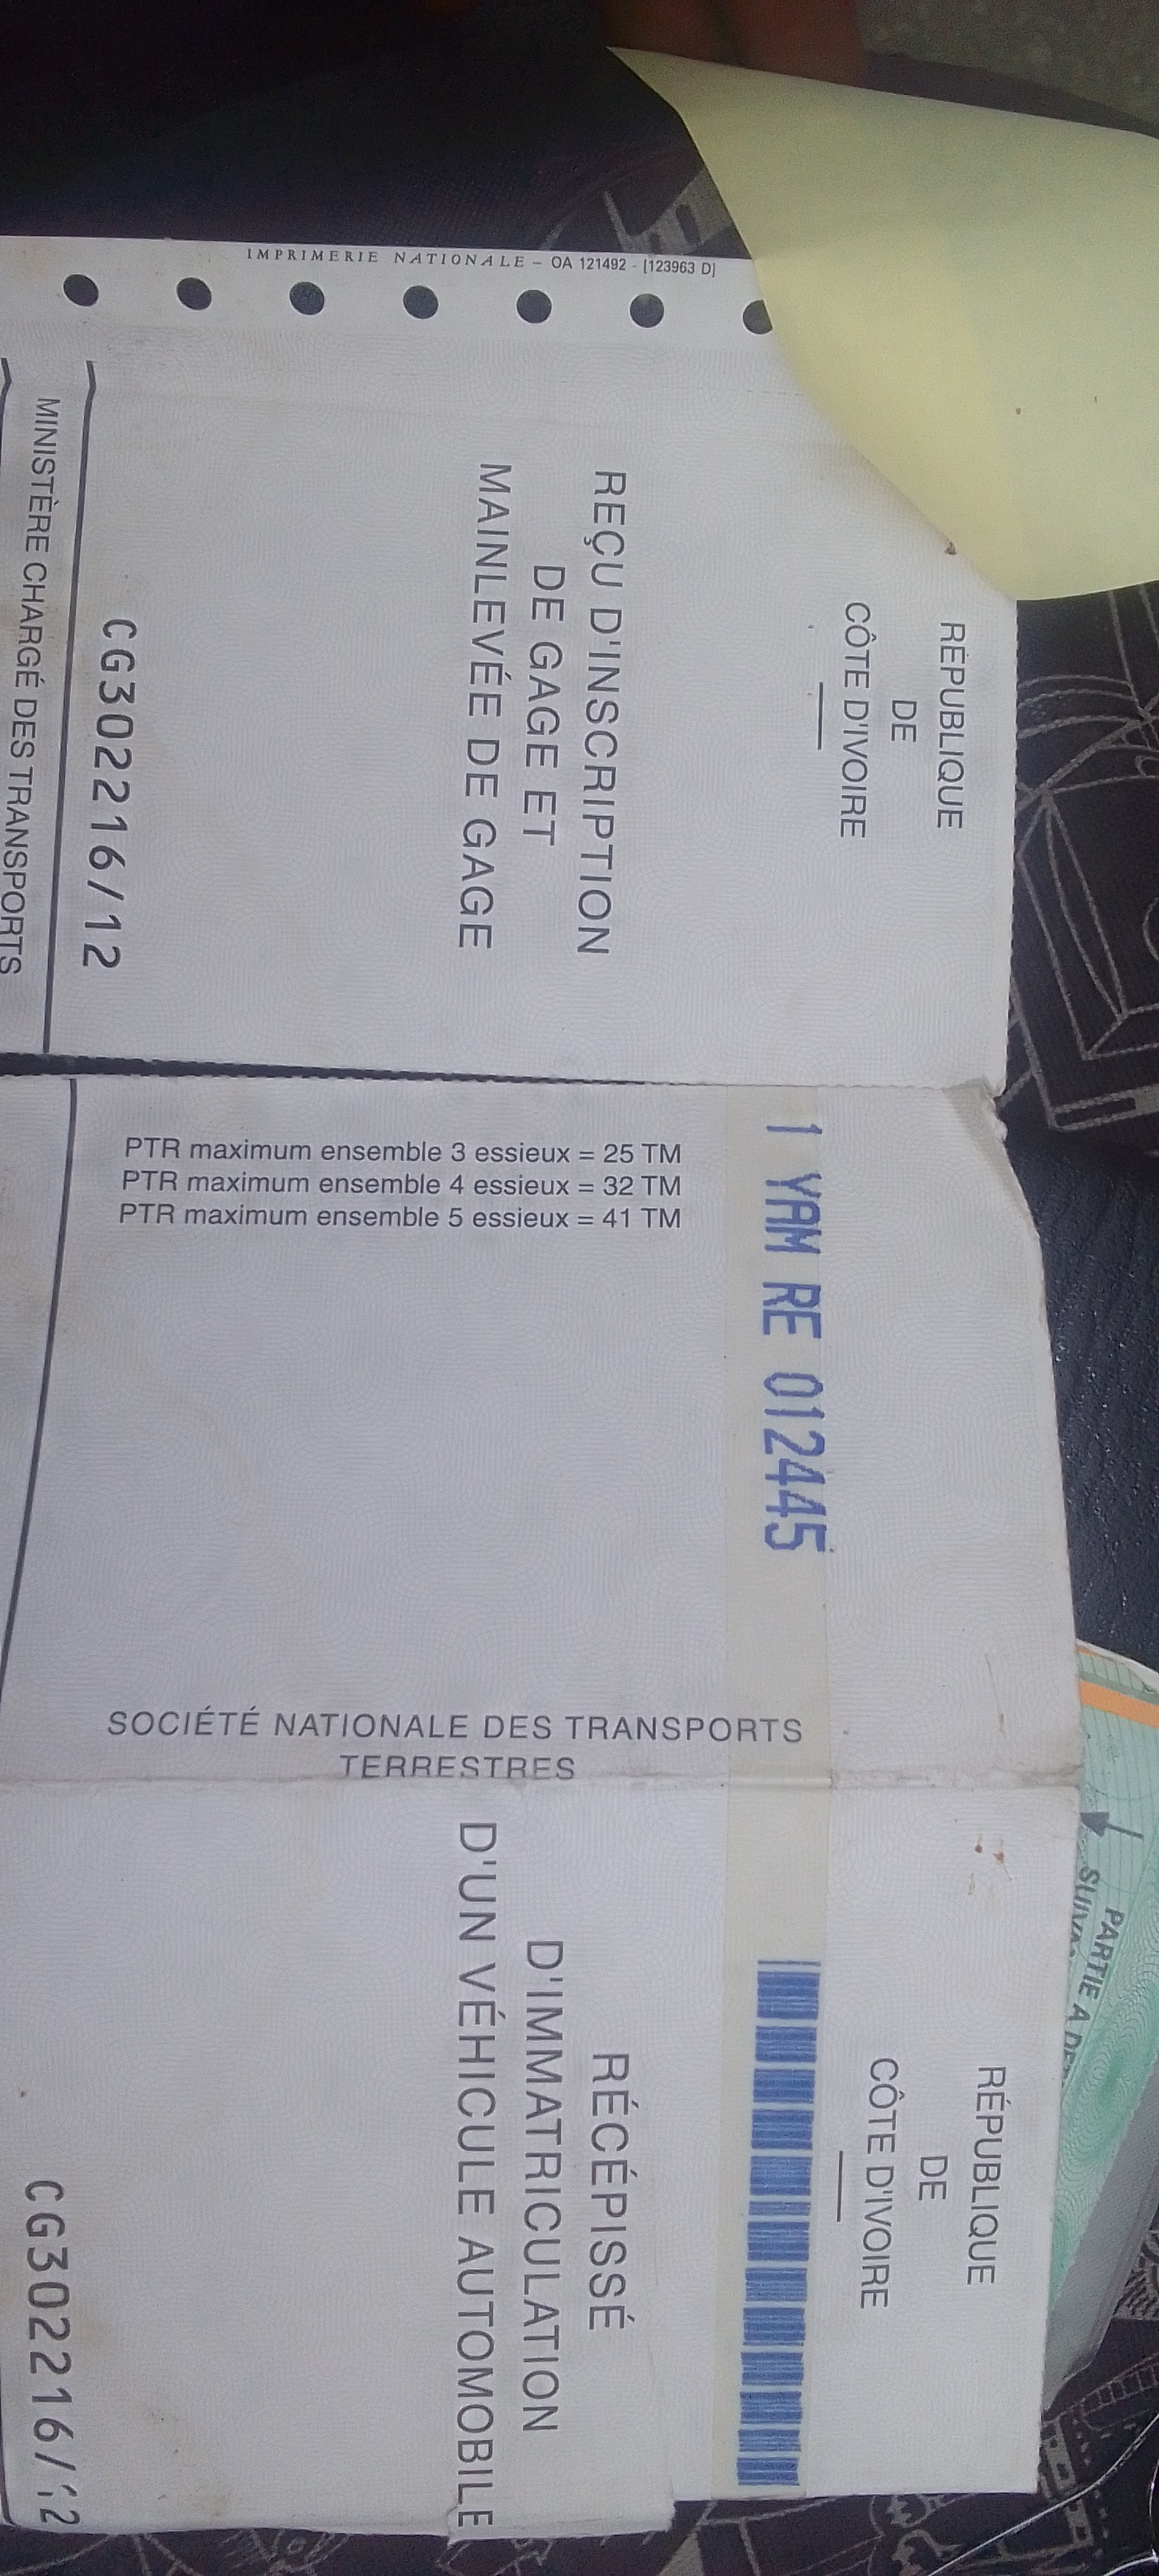 IMPRIMERIE NATIONALE – OA 121492 - [123963 D]
RÉPUBLIQUE
DE
CÔTE D'IVOIRE
REÇU D'INSCRIPTION
DE GAGE ET
MAINLEVÉE DE GAGE
CG302216/12
MINISTÈRE CHARGÉ DES TRANSPORTS
1 YAM RE 012445
PTR maximum ensemble 3 essieux = 25 TM
PTR maximum ensemble 4 essieux = 32 TM
PTR maximum ensemble 5 essieux = 41 TM
SOCIÉTÉ NATIONALE DES TRANSPORTS
TERRESTRES
RÉPUBLIQUE
DE
CÔTE D'IVOIRE
RÉCÉPISSÉ
D'IMMATRICULATION
D'UN VÉHICULE AUTOMOBILE
CG302216/12
PARTIE A